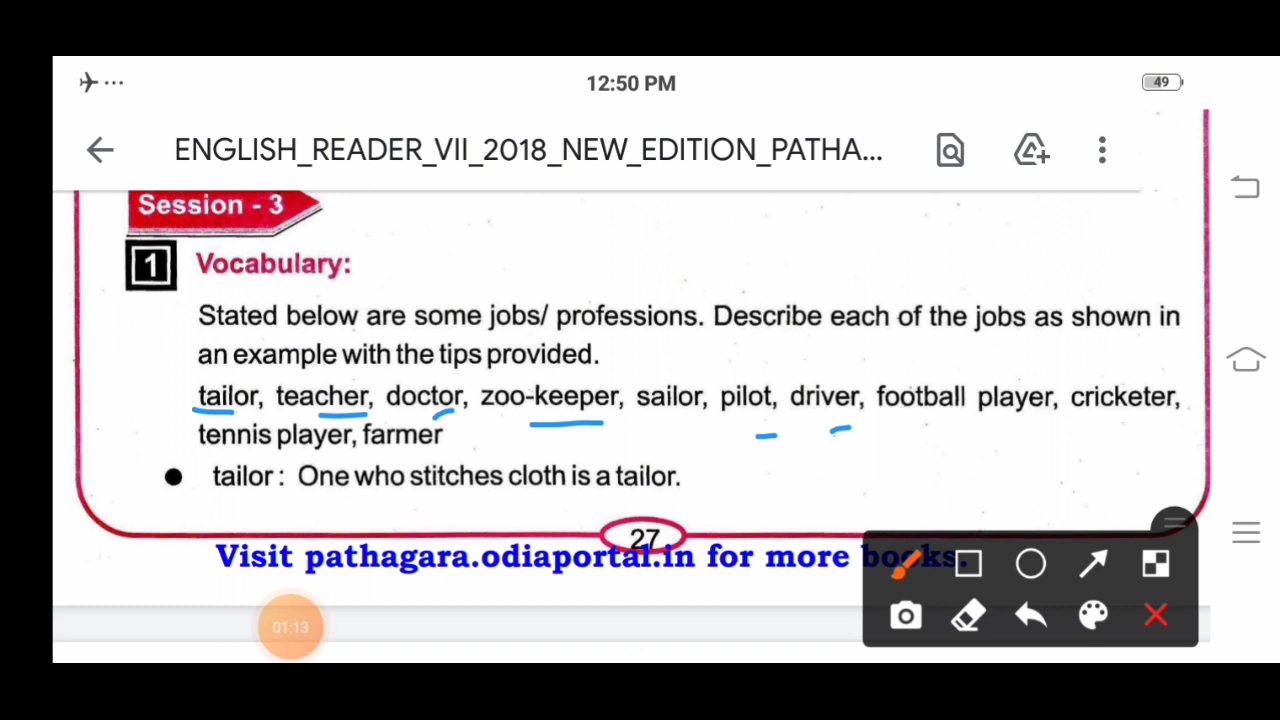 12:50 PM
49
ENGLISH_READER_VII_2018_NEW_EDITION_PATHA...
Session - 3
1 Vocabulary:
Stated below are some jobs/ professions. Describe each of the jobs as shown in
an example with the tips provided.
tailor, teacher, doctor, zoo-keeper, sailor, pilot, driver, football player, cricketer,
tennis player, farmer
● tailor : One who stitches cloth is a tailor.
27
Visit pathagara.odiaportal.in for more books.
01:13